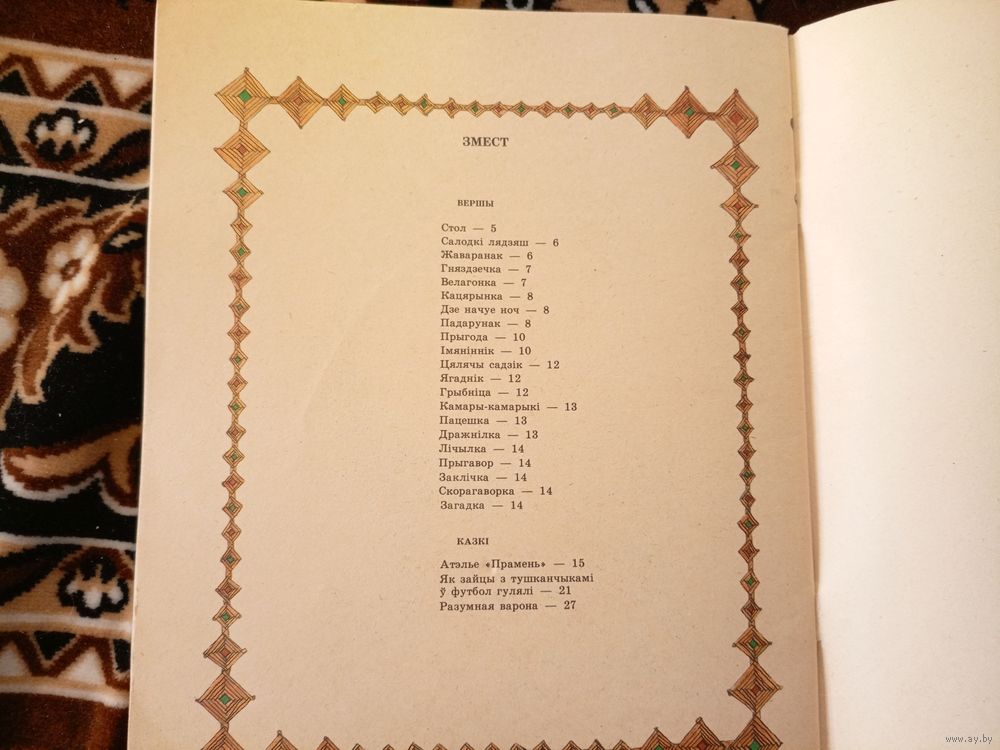 ЗМЕСТ
ВЕРШЫ
Стол — 5
Салодкі лядзяш — 6
Жаваранак — 6
Гняздзечка — 7
Велагонка — 7
Кацярынка — 8
Дзе начуе ноч — 8
Падарунак — 8
Прыгода — 10
Імяніннік — 10
Цялячы садзік — 12
Ягаднік — 12
Грыбніца — 12
Камары-камарыкі — 13
Пацешка — 13
Дражнілка — 13
Лічылка — 14
Прыгавор — 14
Заклічка — 14
Скорагаворка — 14
Загадка — 14
КАЗКІ
Атэлье «Прамень» — 15
Як зайцы з тушканчыкамі
ў футбол гулялі — 21
Разумная варона — 27
www.ay.by